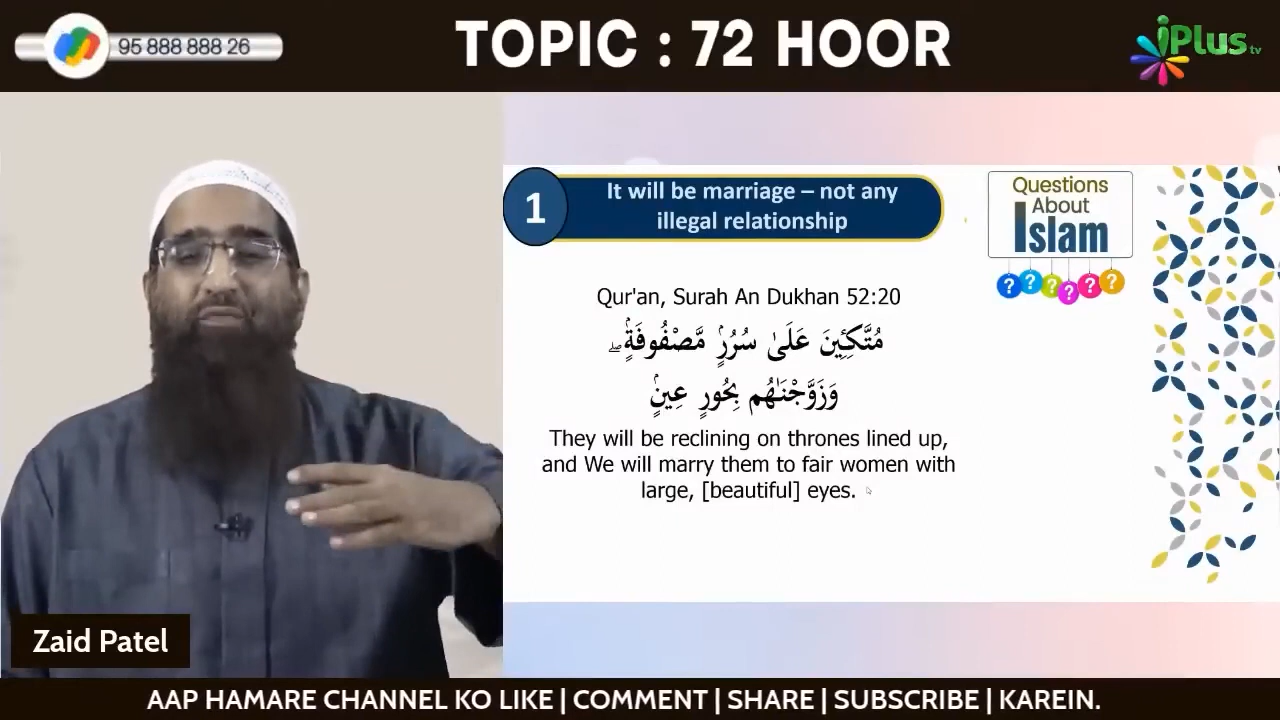 95 888 888 26
TOPIC : 72 HOOR
iPlus tv
1
It will be marriage – not any
illegal relationship
Questions
About
Islam
? ? ? ? ? ?
Qur'an, Surah An Dukhan 52:20
مُتَّكِـِٔينَ عَلَىٰ سُرُرٍۢ مَّصْفُوفَةٍۢ ۖ
وَزَوَّجْنَـٰهُم بِحُورٍ عِينٍۢ
They will be reclining on thrones lined up,
and We will marry them to fair women with
large, [beautiful] eyes.
Zaid Patel
AAP HAMARE CHANNEL KO LIKE | COMMENT | SHARE | SUBSCRIBE | KAREIN.